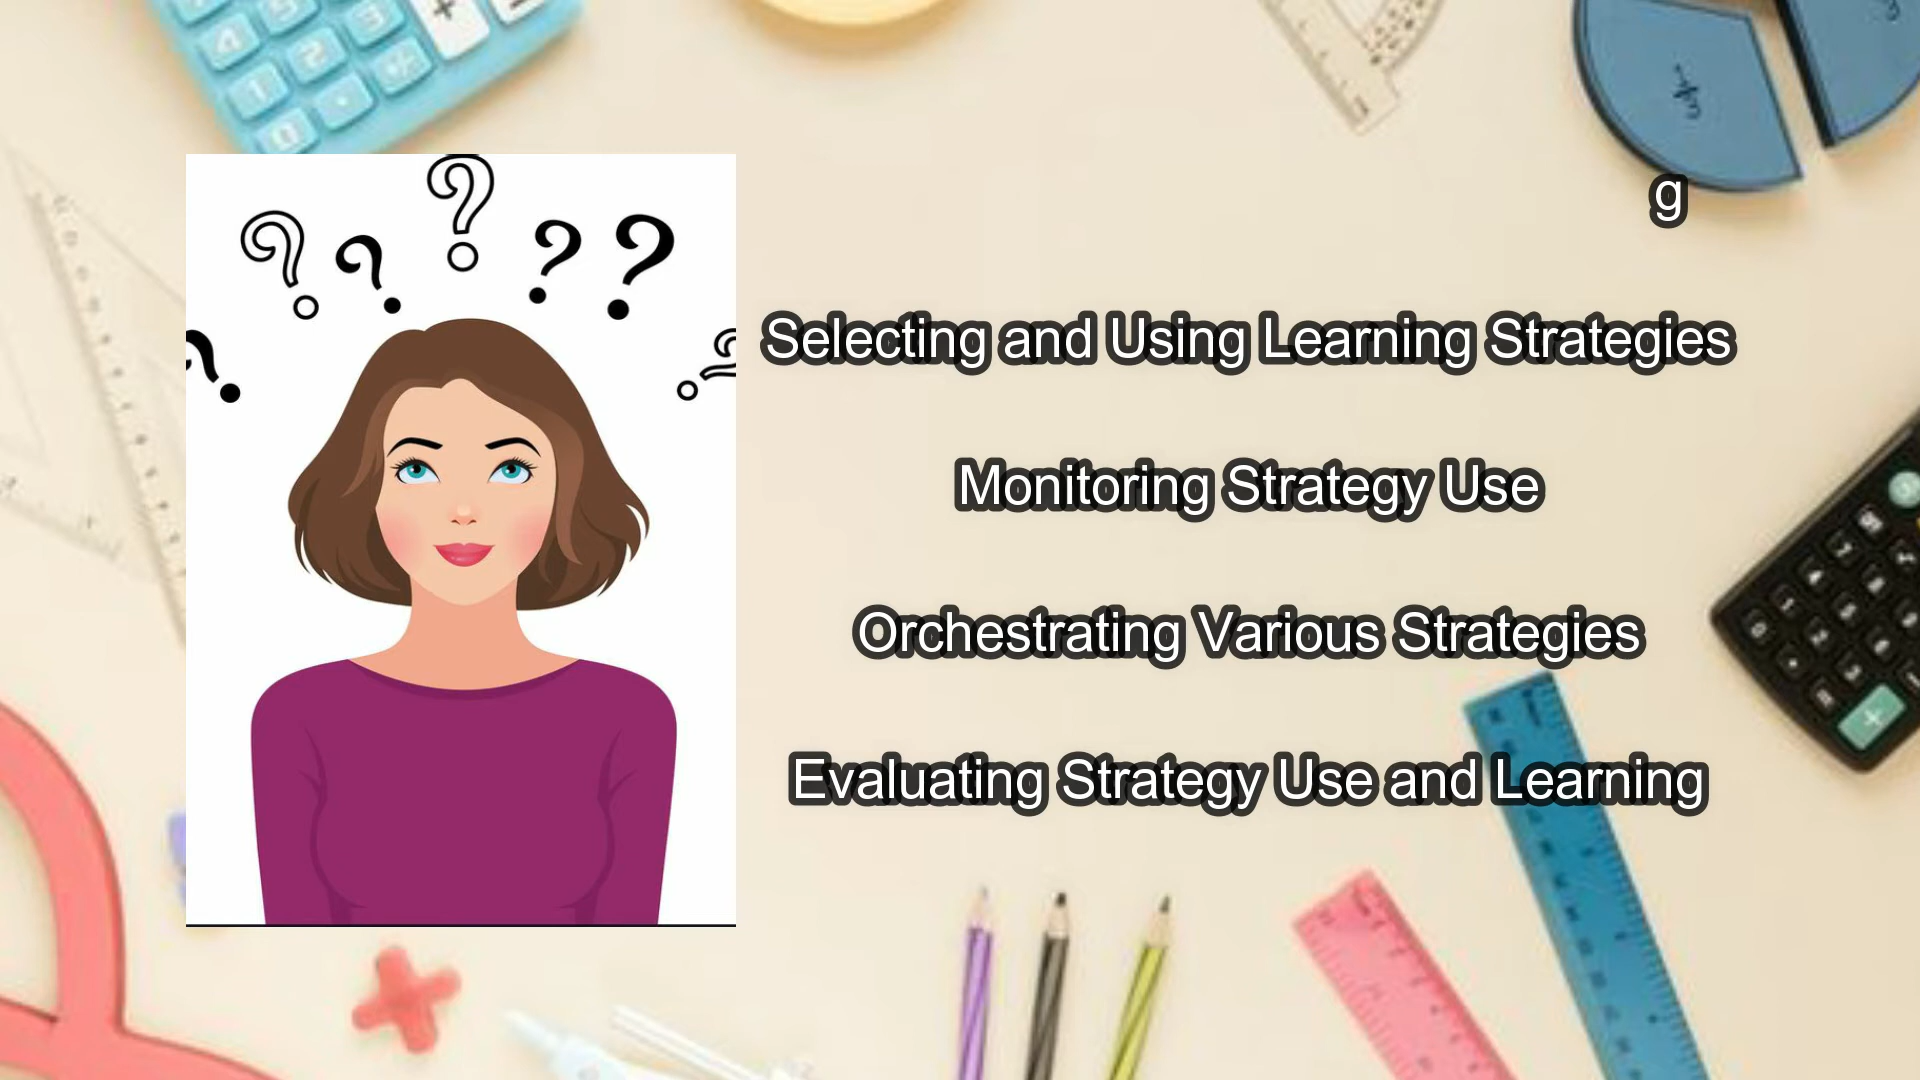 g
Selecting and Using Learning Strategies
Monitoring Strategy Use
Orchestrating Various Strategies
Evaluating Strategy Use and Learning